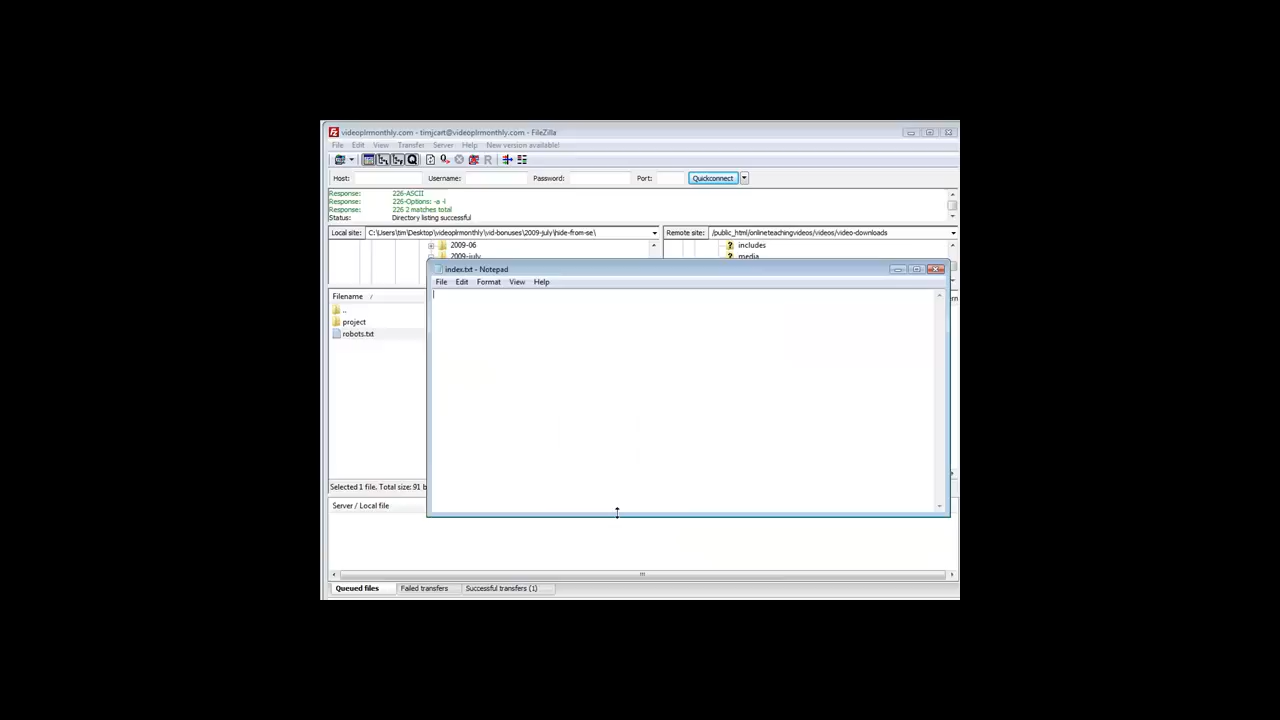 videoplrmonthly.com - timjcart@videoplrmonthly.com - FileZilla
File Edit View Transfer Server Help New version available!
Host: Username: Password: Port: Quickconnect
Response: 226-ASCII
Response: 226-Options: -a -l
Response: 226 2 matches total
Status: Directory listing successful
Local site: C:\Users\tim\Desktop\videoplrmonthly\vid-bonuses\2009-july\hide-from-se\ Remote site: /public_html/onlineteachingvideos/videos/video-downloads
2009-06 includes
2009-july media
index.txt - Notepad
File Edit Format View Help
Filename /
..
project
robots.txt
Selected 1 file. Total size: 91 b
Server / Local file
Queued files Failed transfers Successful transfers (1)